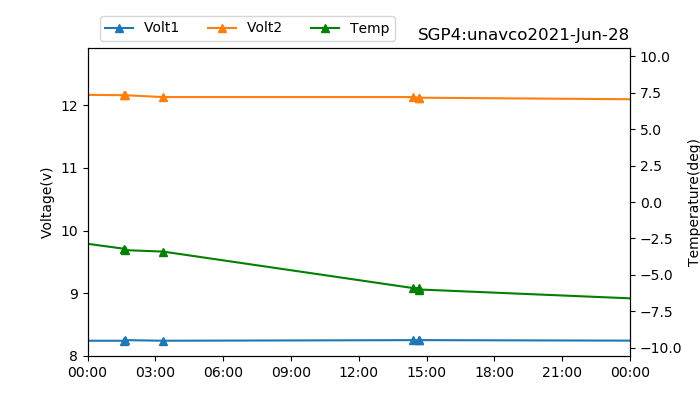 Volt1 Volt2 Temp
SGP4:unavco2021-Jun-28
12
11
10
9
8
Voltage(v)
10.0
7.5
5.0
2.5
0.0
−2.5
−5.0
−7.5
−10.0
Temperature(deg)
00:00 03:00 06:00 09:00 12:00 15:00 18:00 21:00 00:00